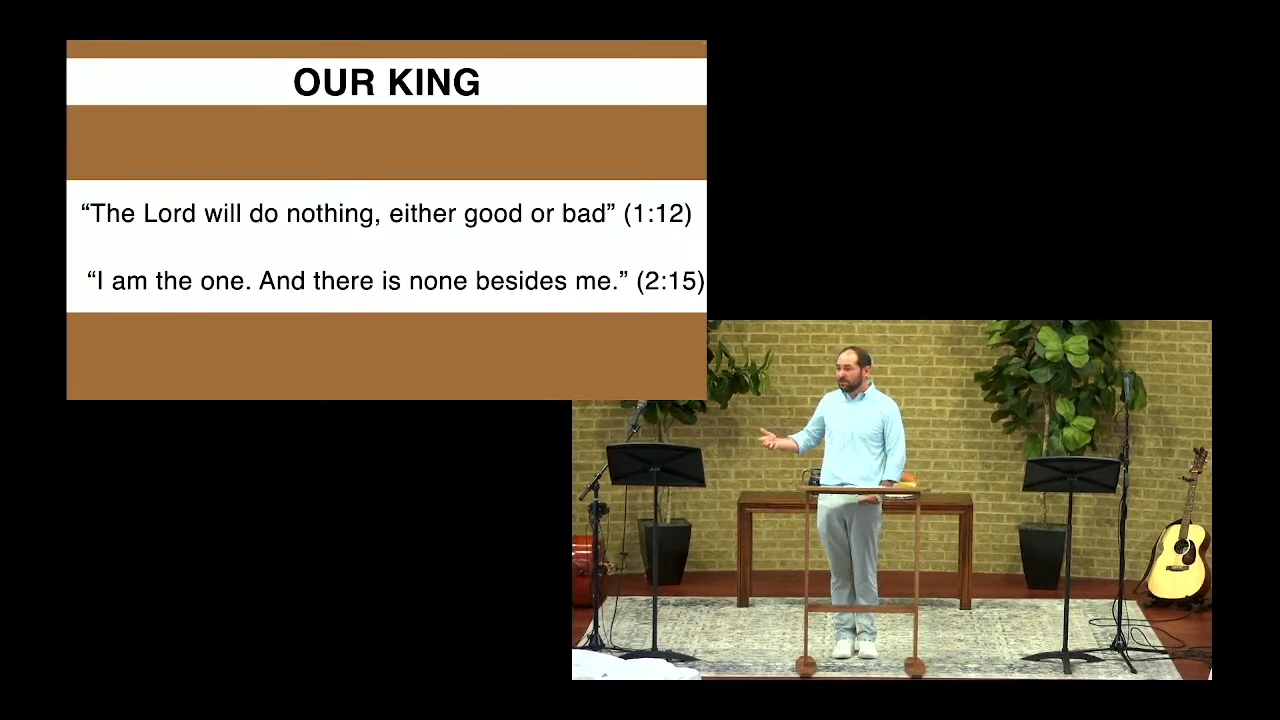 OUR KING
“The Lord will do nothing, either good or bad” (1:12)
“I am the one. And there is none besides me.” (2:15)